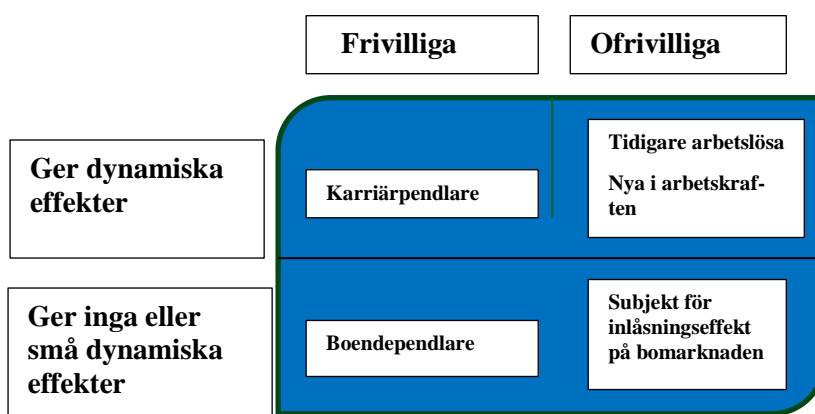 Frivilliga
Ofrivilliga
Ger dynamiska
effekter
Karriärpendlare
Tidigare arbetslösa
Nya i arbetskraf-
ten
Ger inga eller
små dynamiska
effekter
Boendependlare
Subjekt för
inlåsningseffekt
på bomarknaden